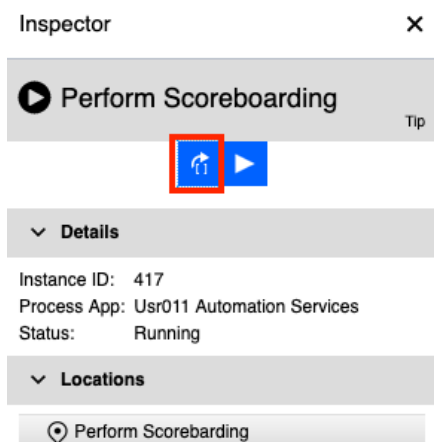 Inspector
Perform Scoreboarding
Tip
Details
Instance ID: 417
Process App: Usr011 Automation Services
Status: Running
Locations
Perform Scorebarding